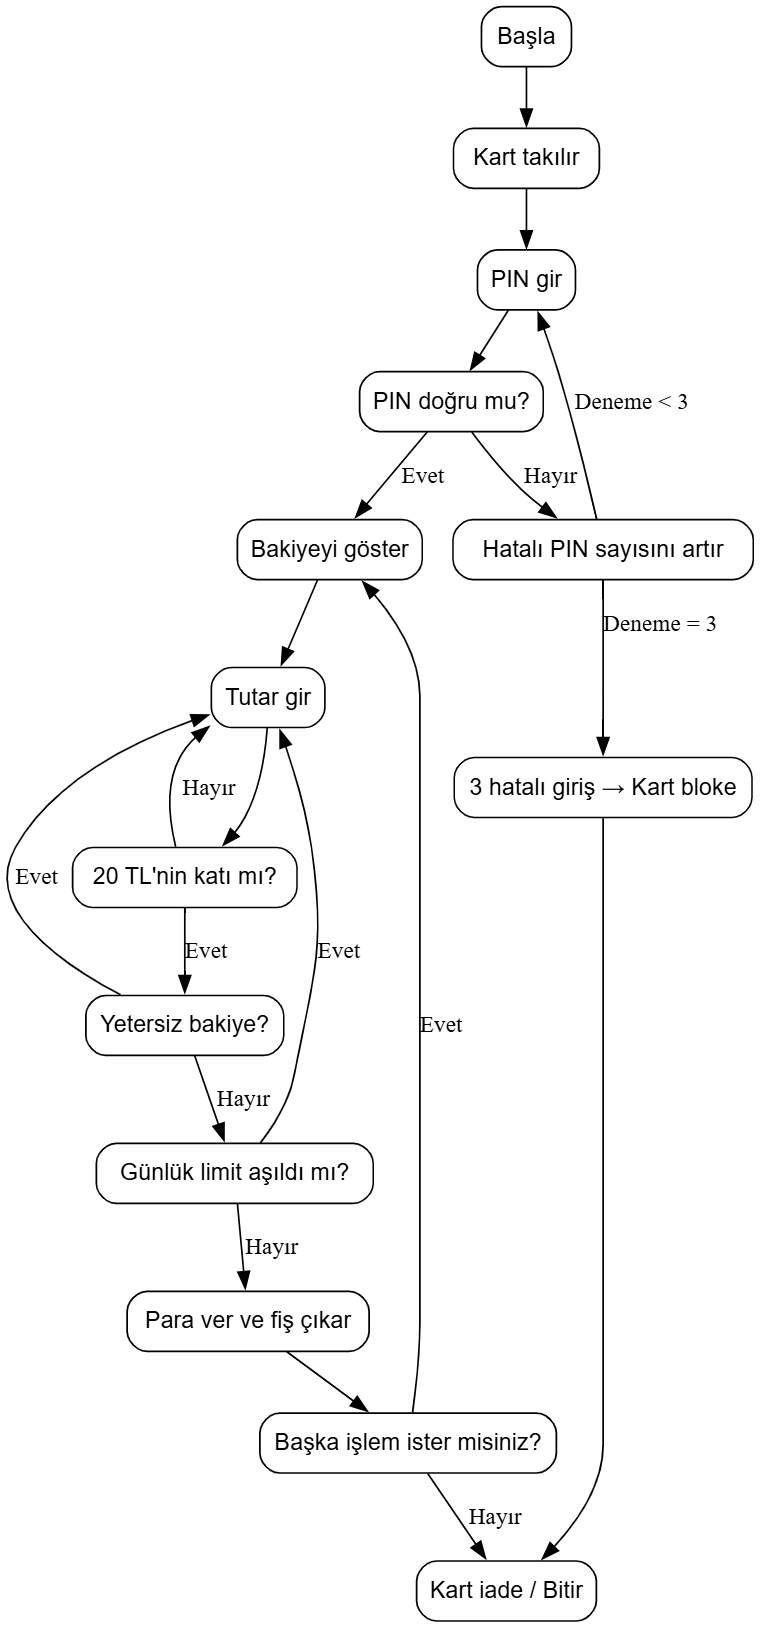 Başla
Kart takılır
PIN gir
PIN doğru mu?
Deneme < 3
Evet
Hayır
Bakiyeyi göster
Hatalı PIN sayısını artır
Deneme = 3
Tutar gir
Hayır
3 hatalı giriş → Kart bloke
Evet
20 TL'nin katı mı?
Evet
Evet
Yetersiz bakiye?
Evet
Hayır
Günlük limit aşıldı mı?
Hayır
Para ver ve fiş çıkar
Başka işlem ister misiniz?
Hayır
Kart iade / Bitir